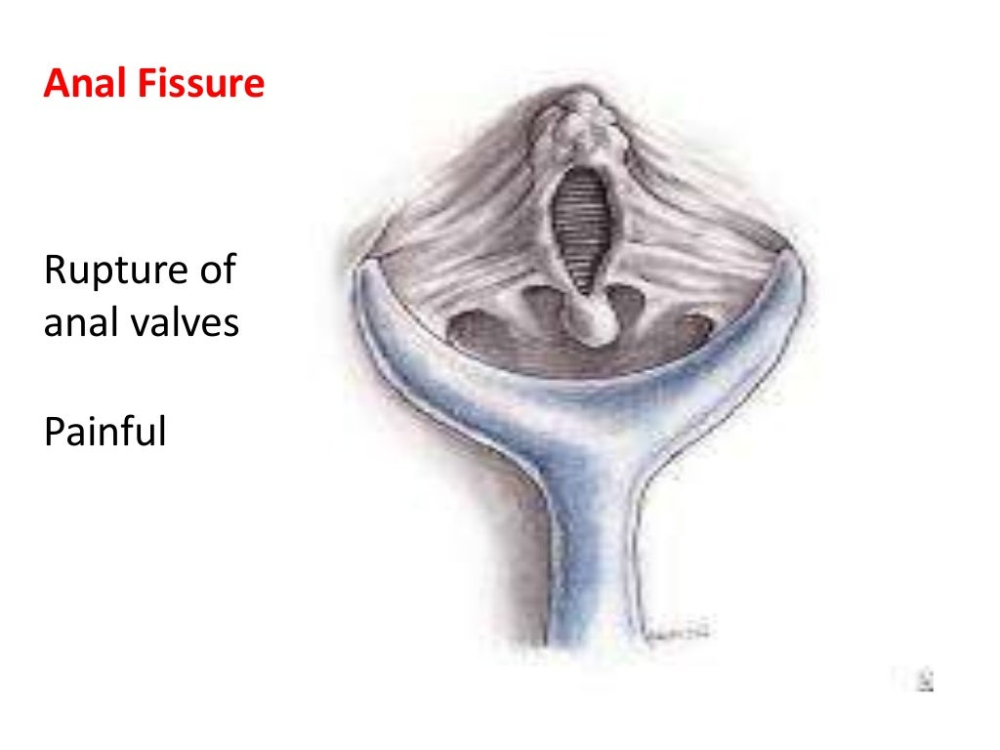 Anal Fissure
Rupture of
anal valves
Painful